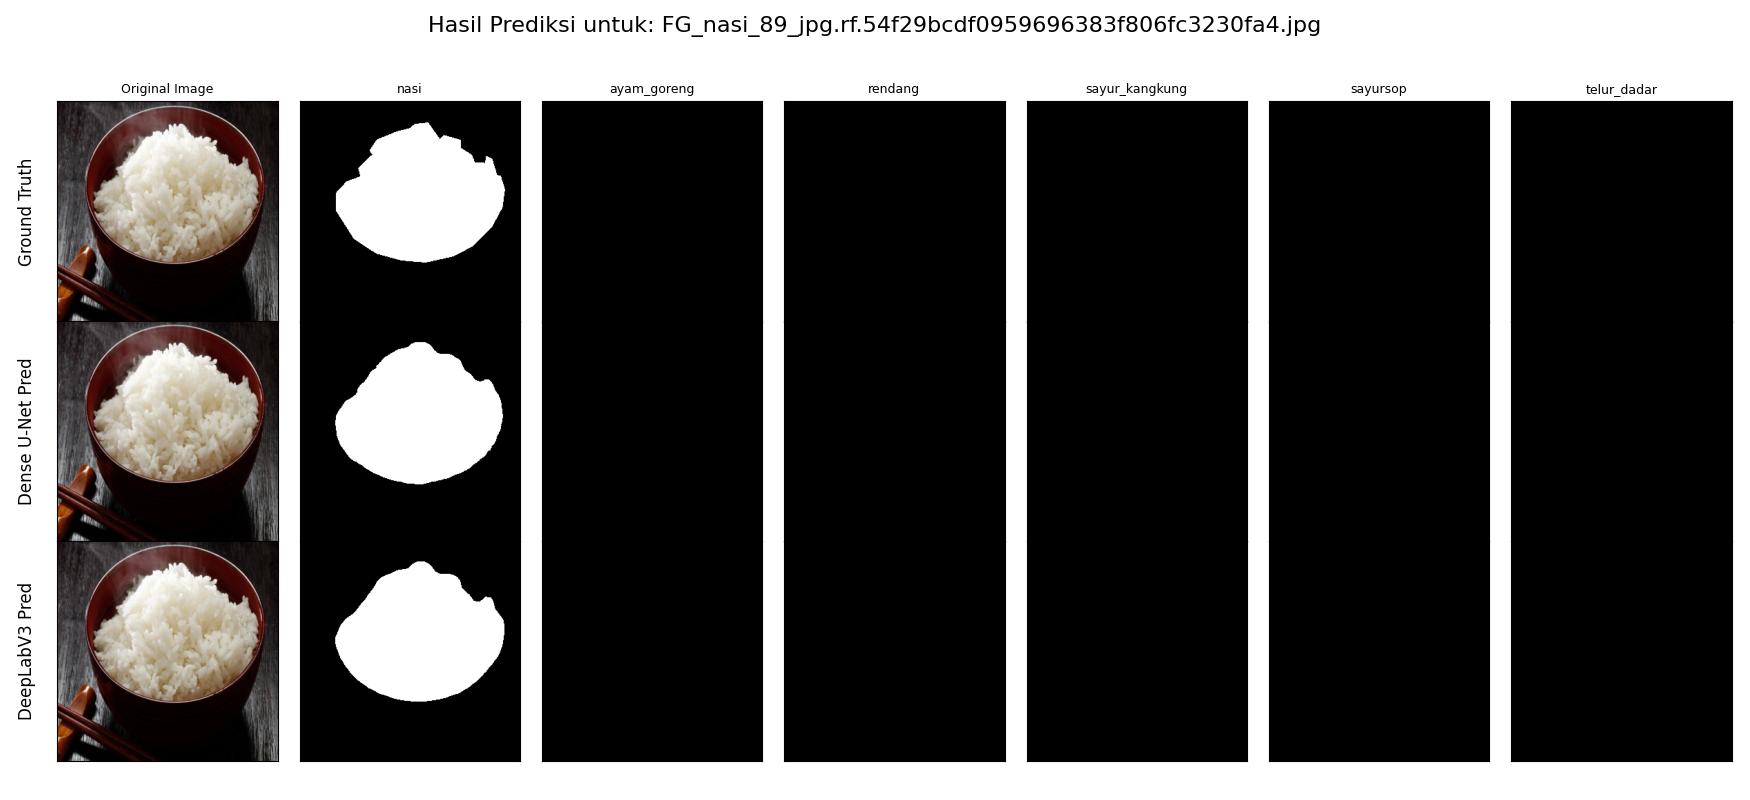 Hasil Prediksi untuk: FG_nasi_89_jpg.rf.54f29bcdf0959696383f806fc3230fa4.jpg
Original Image
nasi
ayam_goreng
rendang
sayur_kangkung
sayursop
telur_dadar
Ground Truth
Dense U-Net Pred
DeepLabV3 Pred